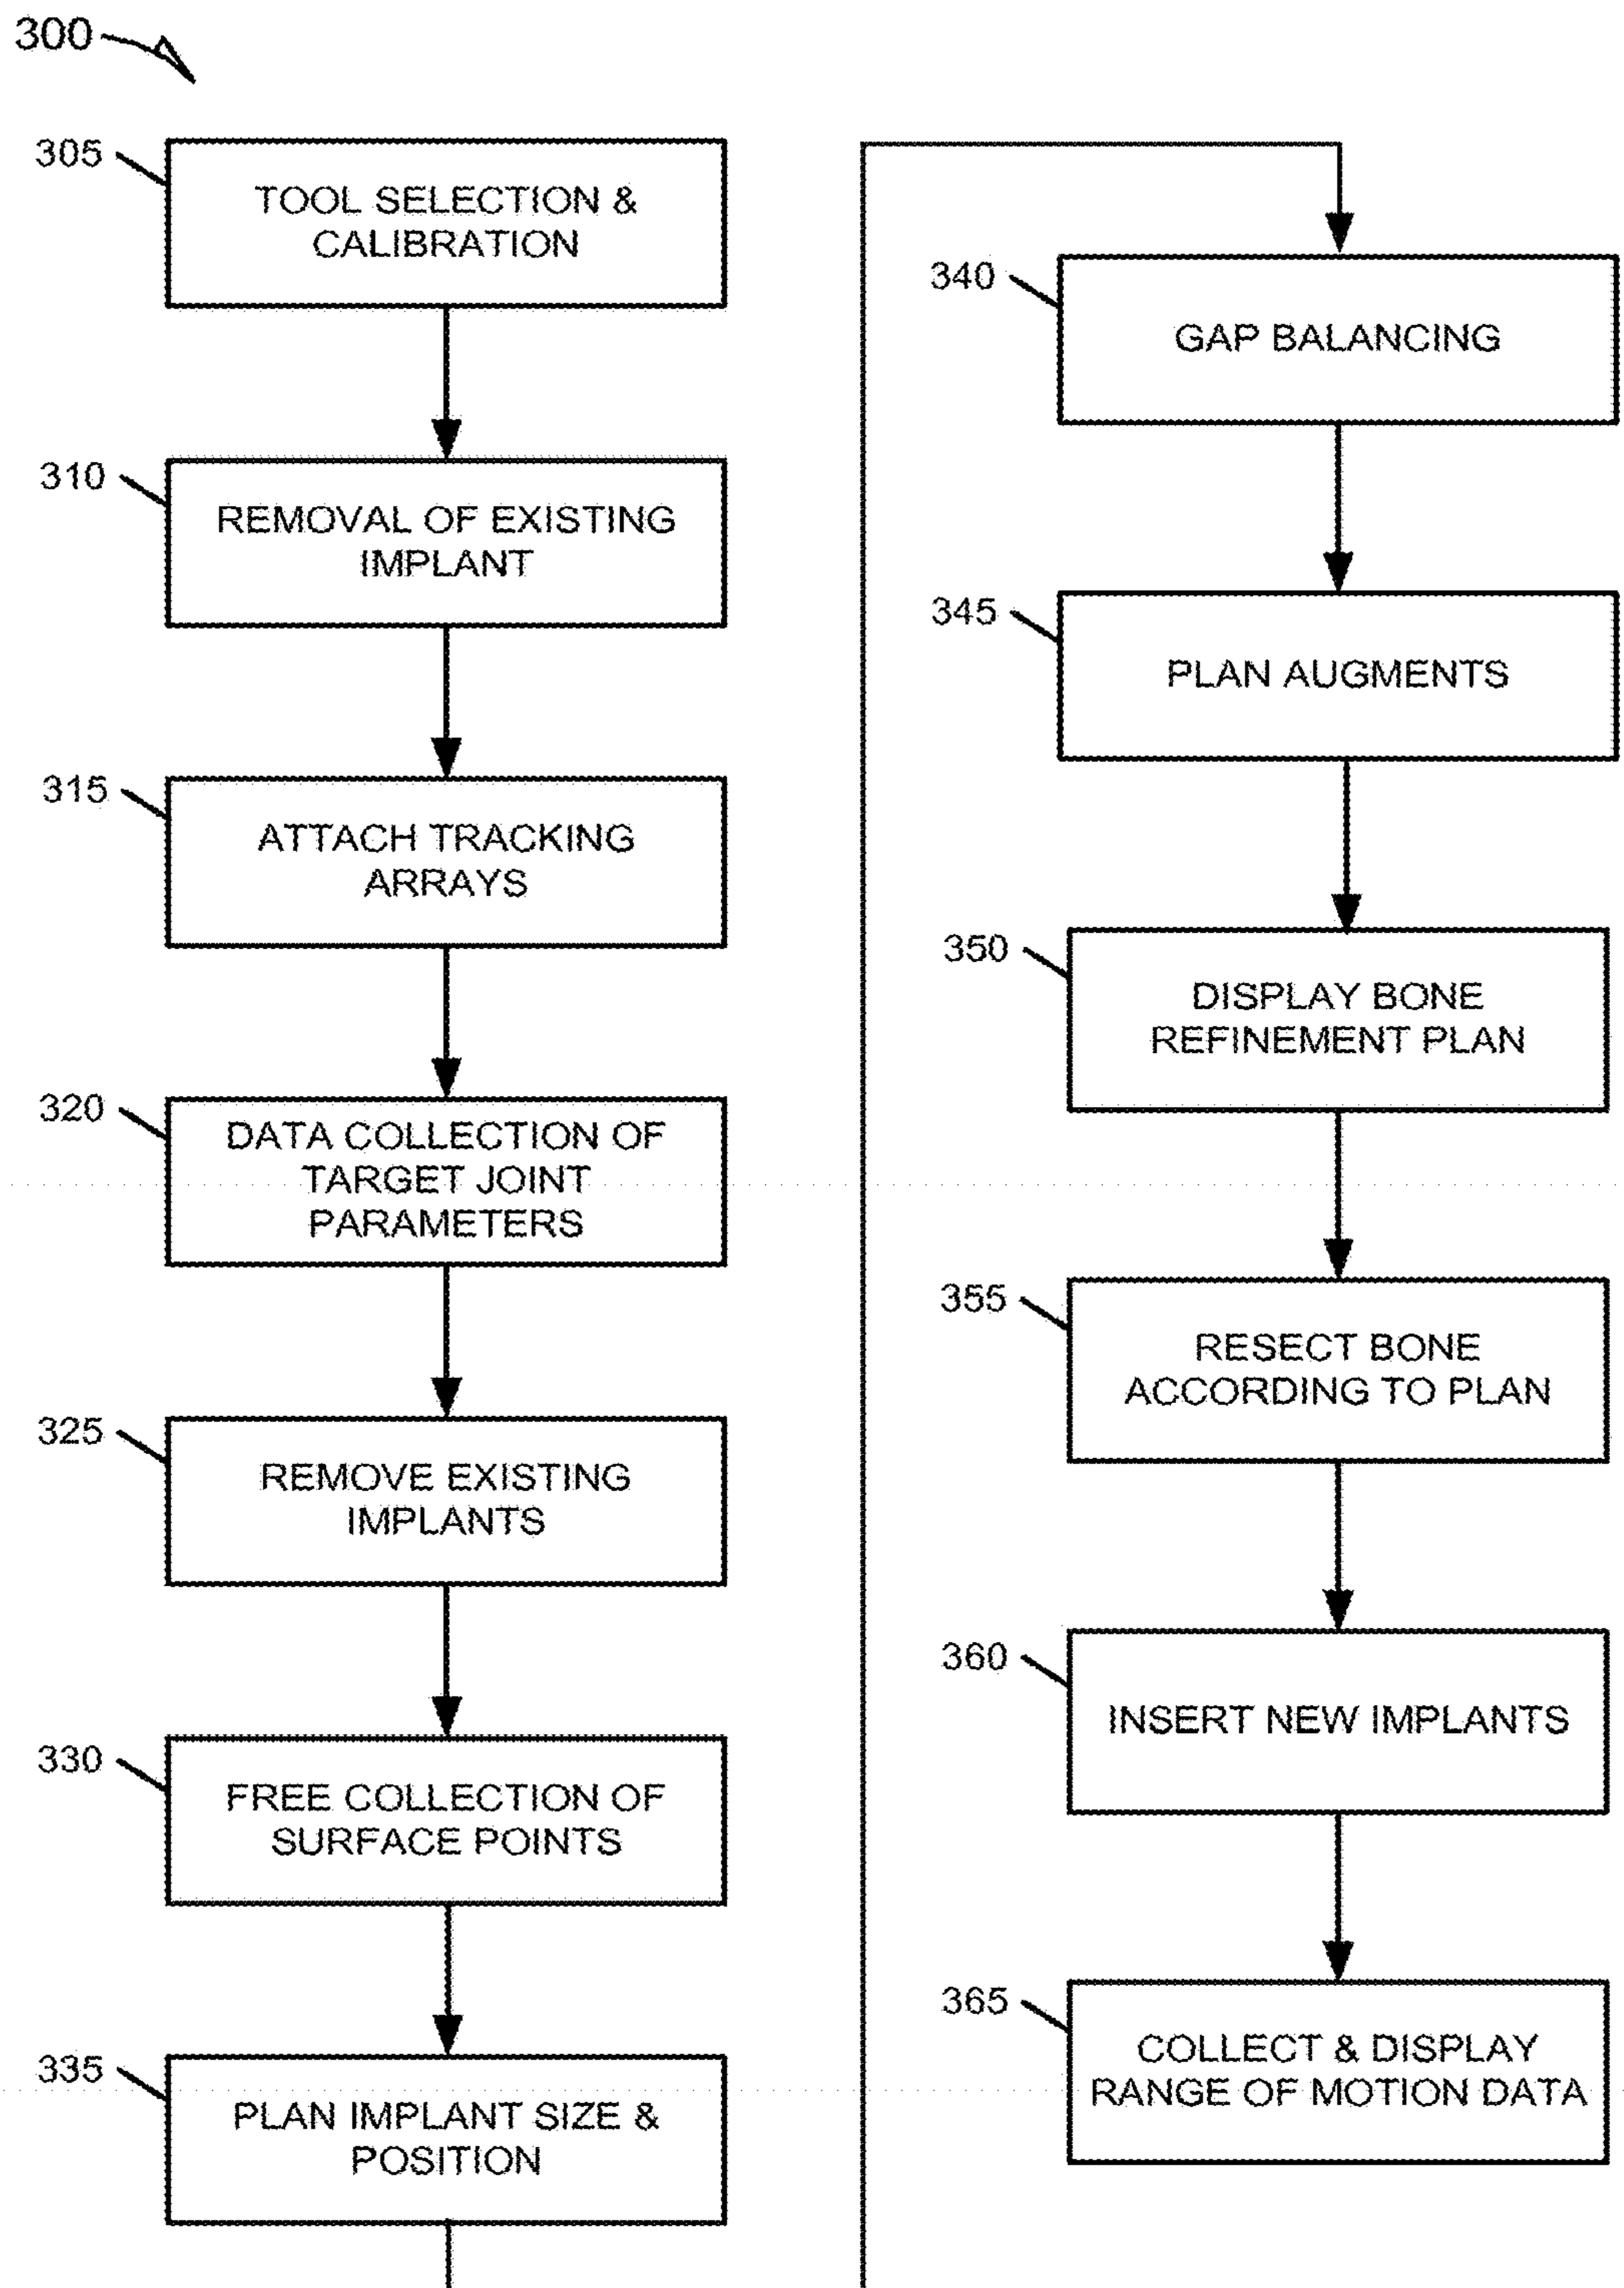 300
305
TOOL SELECTION &
CALIBRATION
310
REMOVAL OF EXISTING
IMPLANT
315
ATTACH TRACKING
ARRAYS
320
DATA COLLECTION OF
TARGET JOINT
PARAMETERS
325
REMOVE EXISTING
IMPLANTS
330
FREE COLLECTION OF
SURFACE POINTS
335
PLAN IMPLANT SIZE &
POSITION
340
GAP BALANCING
345
PLAN AUGMENTS
350
DISPLAY BONE
REFINEMENT PLAN
355
RESECT BONE
ACCORDING TO PLAN
360
INSERT NEW IMPLANTS
365
COLLECT & DISPLAY
RANGE OF MOTION DATA